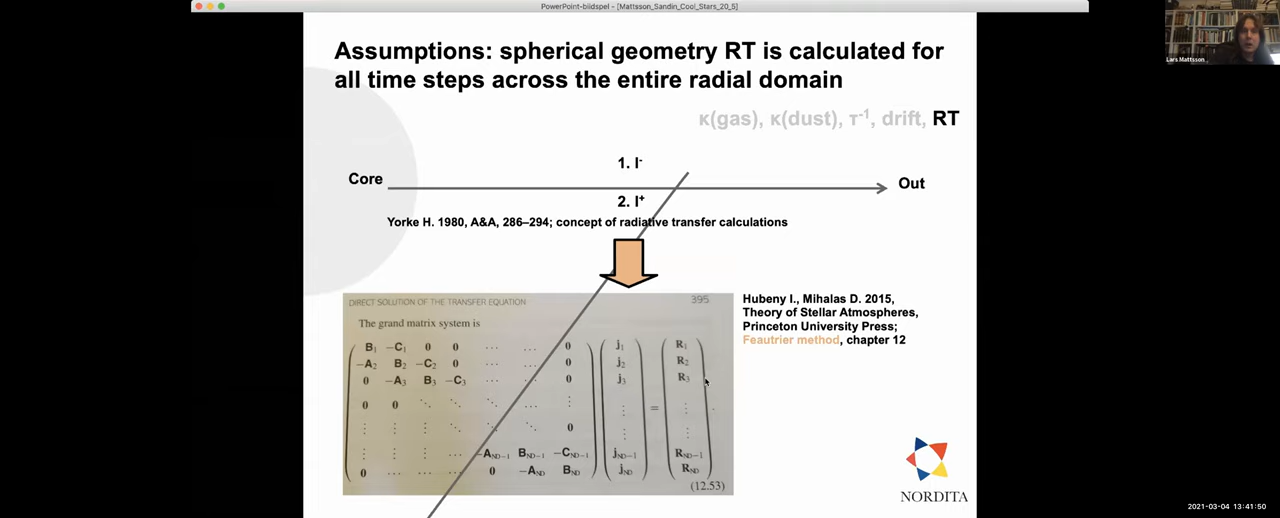 PowerPoint-bildspel - [Mattsson_Sandin_Cool_Stars_20_5]
Lars Mattsson
Assumptions: spherical geometry RT is calculated for
all time steps across the entire radial domain
κ(gas), κ(dust), τ⁻¹, drift, RT
1. I⁻
Core
Out
2. I⁺
Yorke H. 1980, A&A, 286–294; concept of radiative transfer calculations
DIRECT SOLUTION OF THE TRANSFER EQUATION 395
The grand matrix system is
B₁ −C₁ 0 0 ⋯ … 0 j₁ R₁
−A₂ B₂ −C₂ 0 ⋯ … 0 j₂ R₂
0 −A₃ B₃ −C₃ ⋯ … 0 j₃ R₃
0 0 ⋱ ⋱ ⋱ … ⋮ ⋮ = ⋮
⋮ ⋮ ⋮ ⋱ ⋱ ⋱ 0 ⋮ ⋮
⋮ ⋮ ⋮ … −A_ND−1 B_ND−1 −C_ND−1 j_ND−1 R_ND−1
0 … … … 0 −A_ND B_ND j_ND R_ND
(12.53)
Hubeny I., Mihalas D. 2015,
Theory of Stellar Atmospheres,
Princeton University Press;
Feautrier method, chapter 12
NORDITA
2021-03-04 13:41:50